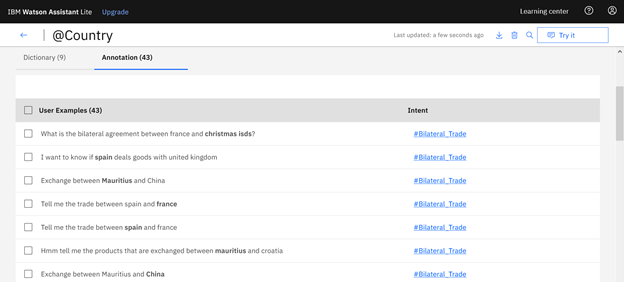 IBM Watson Assistant Lite Upgrade Learning center
@Country Last updated: a few seconds ago Try it
Dictionary (9) Annotation (43)
User Examples (43) Intent
What is the bilateral agreement between france and christmas isds? #Bilateral_Trade
I want to know if spain deals goods with united kingdom #Bilateral_Trade
Exchange between Mauritius and China #Bilateral_Trade
Tell me the trade between spain and france #Bilateral_Trade
Tell me the trade between spain and france #Bilateral_Trade
Hmm tell me the products that are exchanged between mauritius and croatia #Bilateral_Trade
Exchange between Mauritius and China #Bilateral_Trade